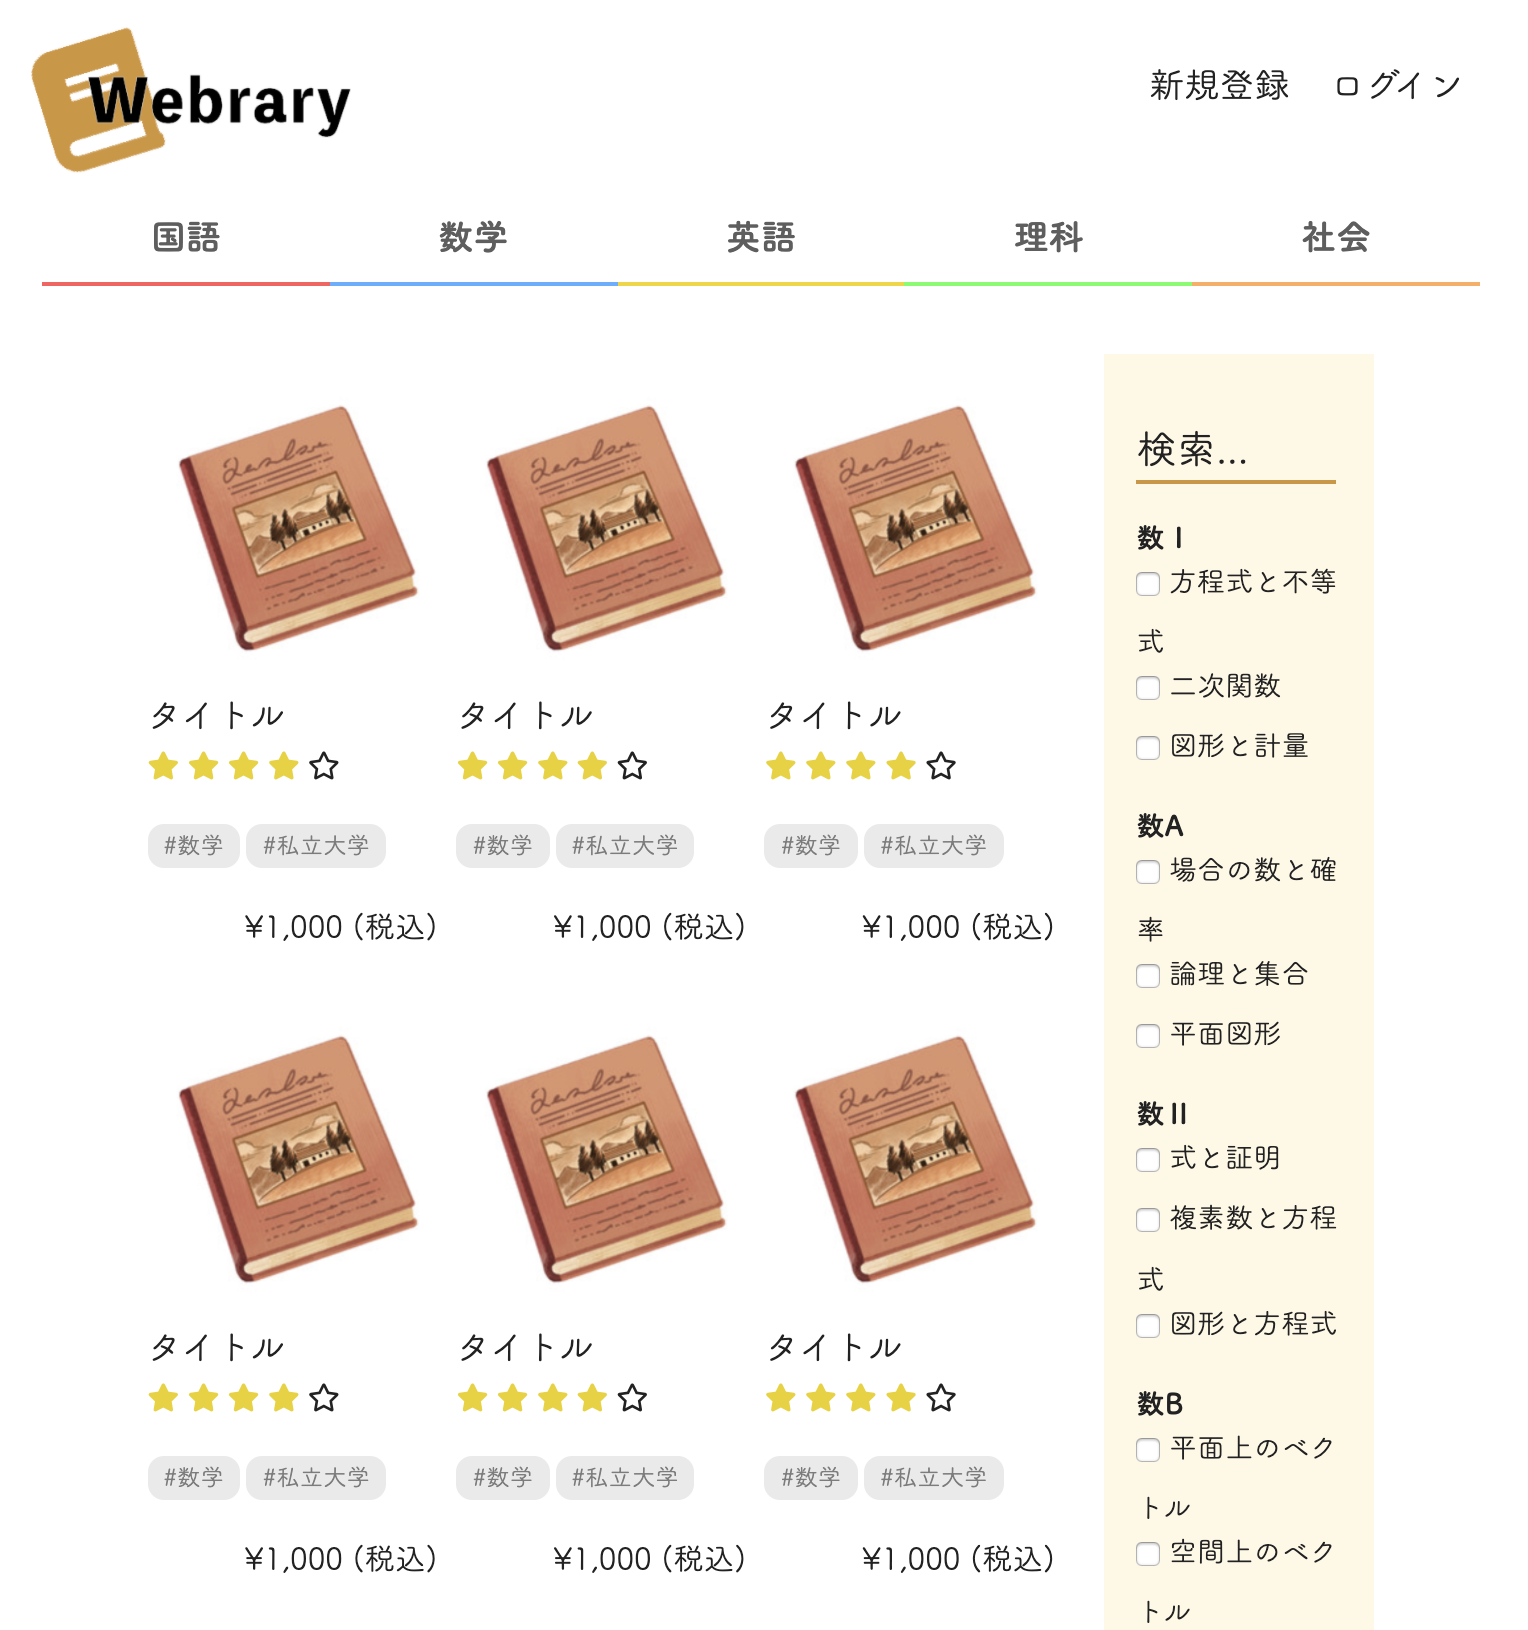 Webrary
新規登録 ログイン
国語 数学 英語 理科 社会
タイトル タイトル タイトル
#数学 #私立大学 #数学 #私立大学 #数学 #私立大学
¥1,000 (税込) ¥1,000 (税込) ¥1,000 (税込)
タイトル タイトル タイトル
#数学 #私立大学 #数学 #私立大学 #数学 #私立大学
¥1,000 (税込) ¥1,000 (税込) ¥1,000 (税込)
検索...
数 I
方程式と不等
式
二次関数
図形と計量
数A
場合の数と確
率
論理と集合
平面図形
数 II
式と証明
複素数と方程
式
図形と方程式
数B
平面上のベク
トル
空間上のベク
トル